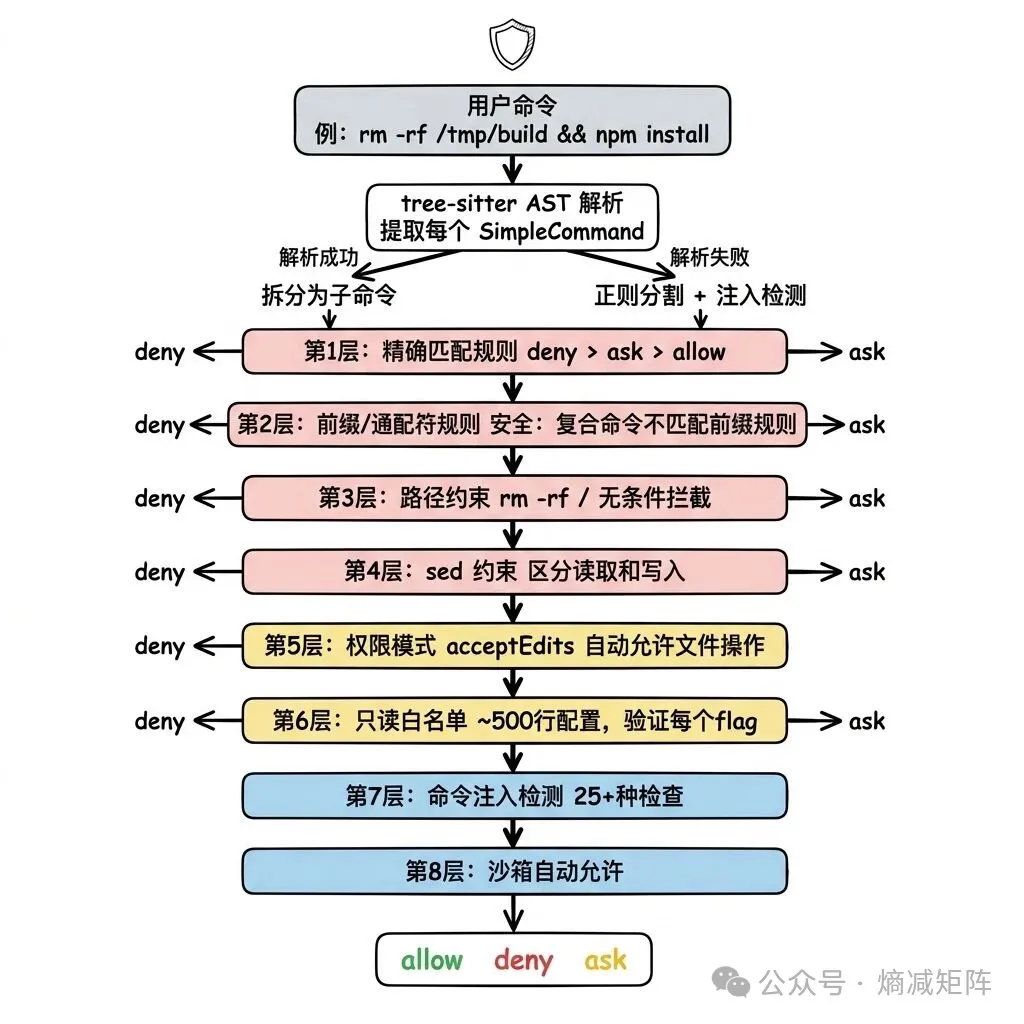 用户命令
例：rm -rf /tmp/build && npm install
tree-sitter AST 解析
提取每个 SimpleCommand
解析成功
解析失败
拆分为子命令
正则分割 + 注入检测
deny
第1层：精确匹配规则 deny > ask > allow
ask
deny
第2层：前缀/通配符规则 安全：复合命令不匹配前缀规则
ask
deny
第3层：路径约束 rm -rf / 无条件拦截
ask
deny
第4层：sed 约束 区分读取和写入
ask
deny
第5层：权限模式 acceptEdits 自动允许文件操作
deny
第6层：只读白名单 ~500行配置，验证每个flag
ask
第7层：命令注入检测 25+种检查
第8层：沙箱自动允许
allow deny ask
公众号 · 熵减矩阵